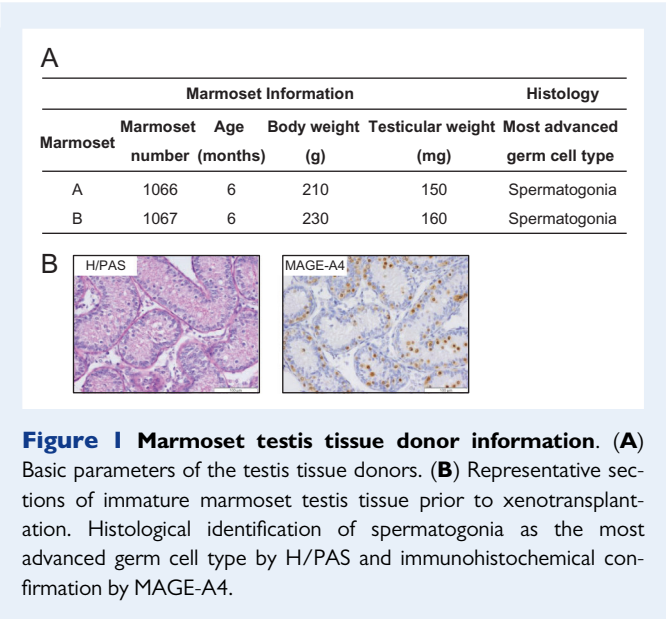 A
Marmoset Information Histology
Marmoset Marmoset number Age (months) Body weight (g) Testicular weight (mg) Most advanced germ cell type
A 1066 6 210 150 Spermatogonia
B 1067 6 230 160 Spermatogonia
B
H/PAS MAGE-A4
Figure 1 Marmoset testis tissue donor information. (A)
Basic parameters of the testis tissue donors. (B) Representative sec-
tions of immature marmoset testis tissue prior to xenotransplant-
ation. Histological identification of spermatogonia as the most
advanced germ cell type by H/PAS and immunohistochemical con-
firmation by MAGE-A4.